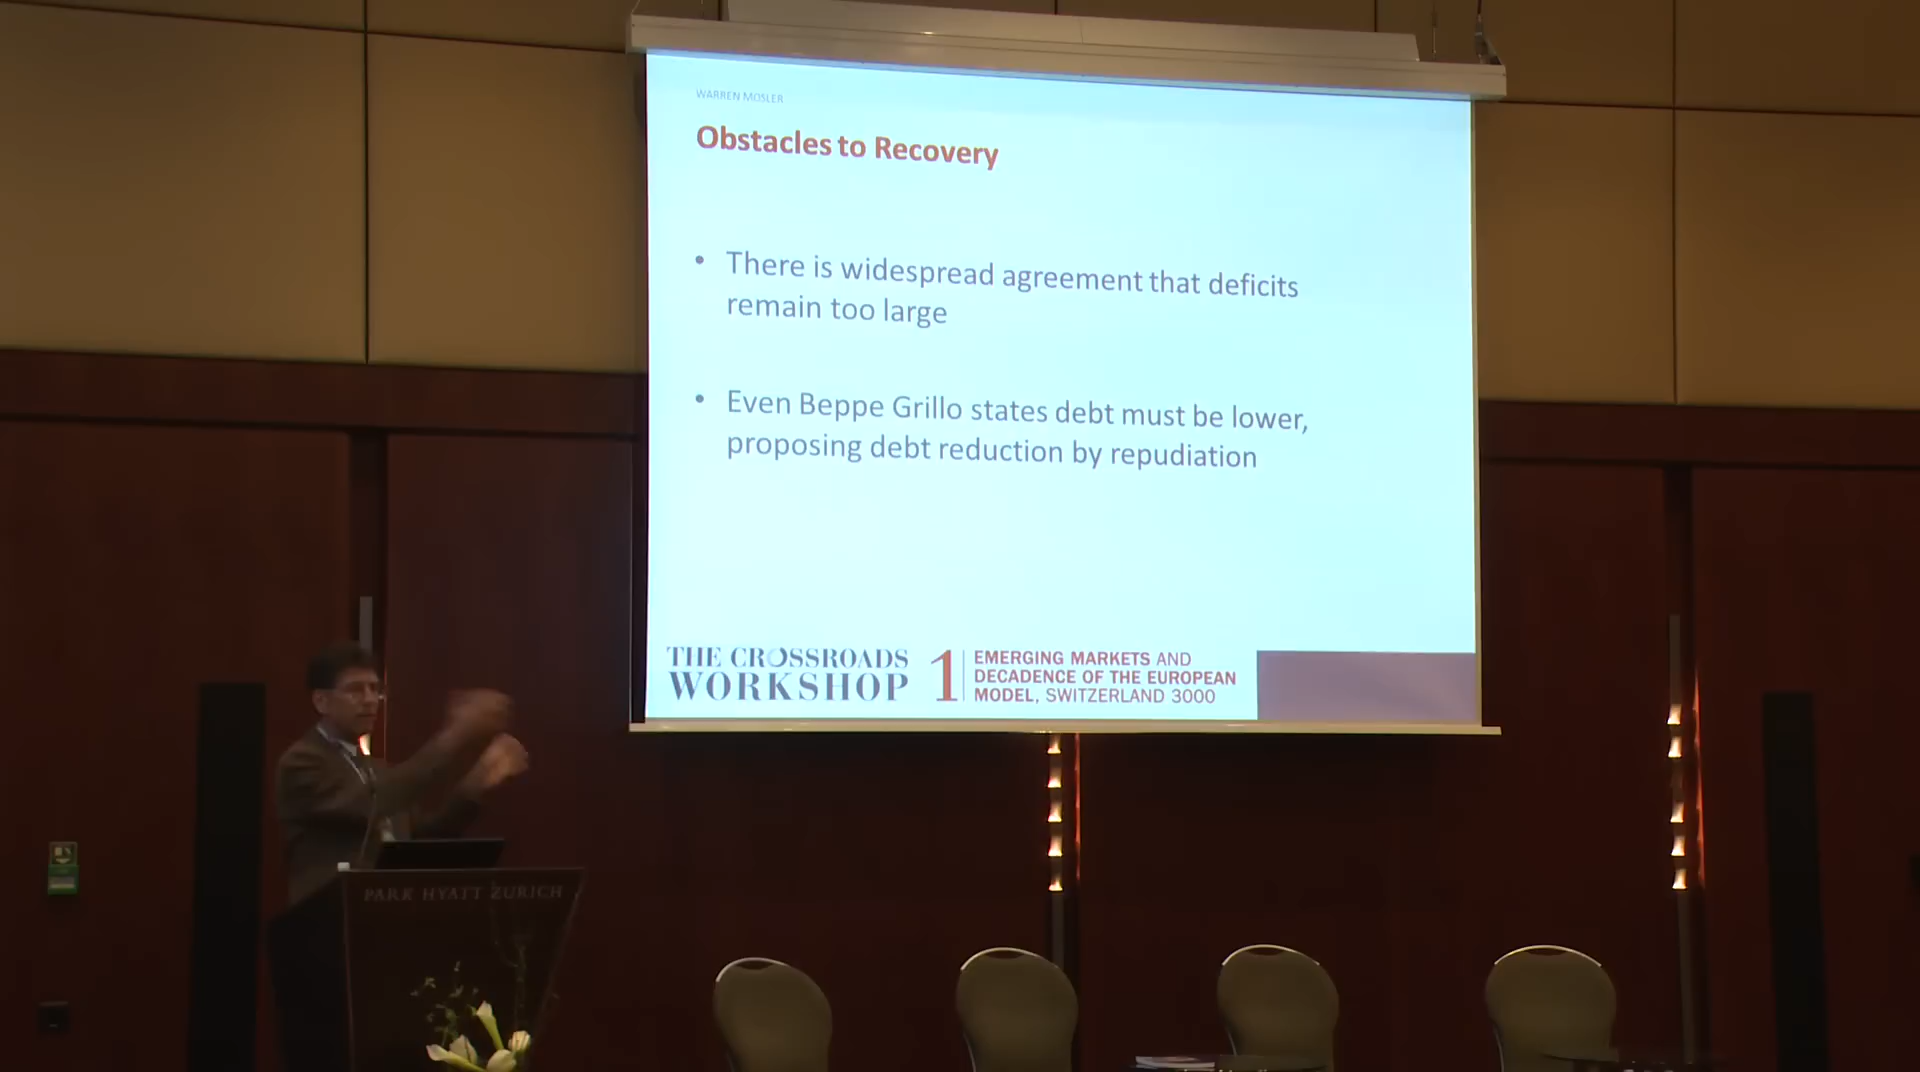 WARREN MOSLER
Obstacles to Recovery
• There is widespread agreement that deficits
remain too large
• Even Beppe Grillo states debt must be lower,
proposing debt reduction by repudiation
THE CROSSROADS
WORKSHOP
1
EMERGING MARKETS AND
DECADENCE OF THE EUROPEAN
MODEL, SWITZERLAND 3000
PARK HYATT ZURICH